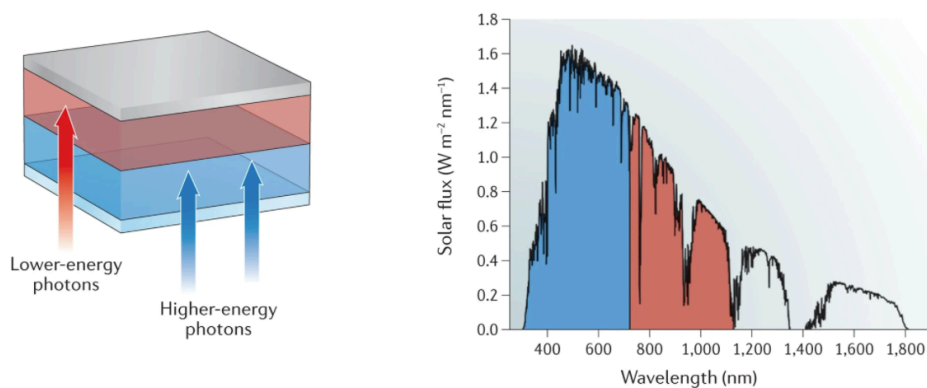 Lower-energy
photons
Higher-energy
photons
Solar flux (W m⁻² nm⁻¹)
1.8
1.6
1.4
1.2
1.0
0.8
0.6
0.4
0.2
0.0
400 600 800 1,000 1,200 1,400 1,600 1,800
Wavelength (nm)